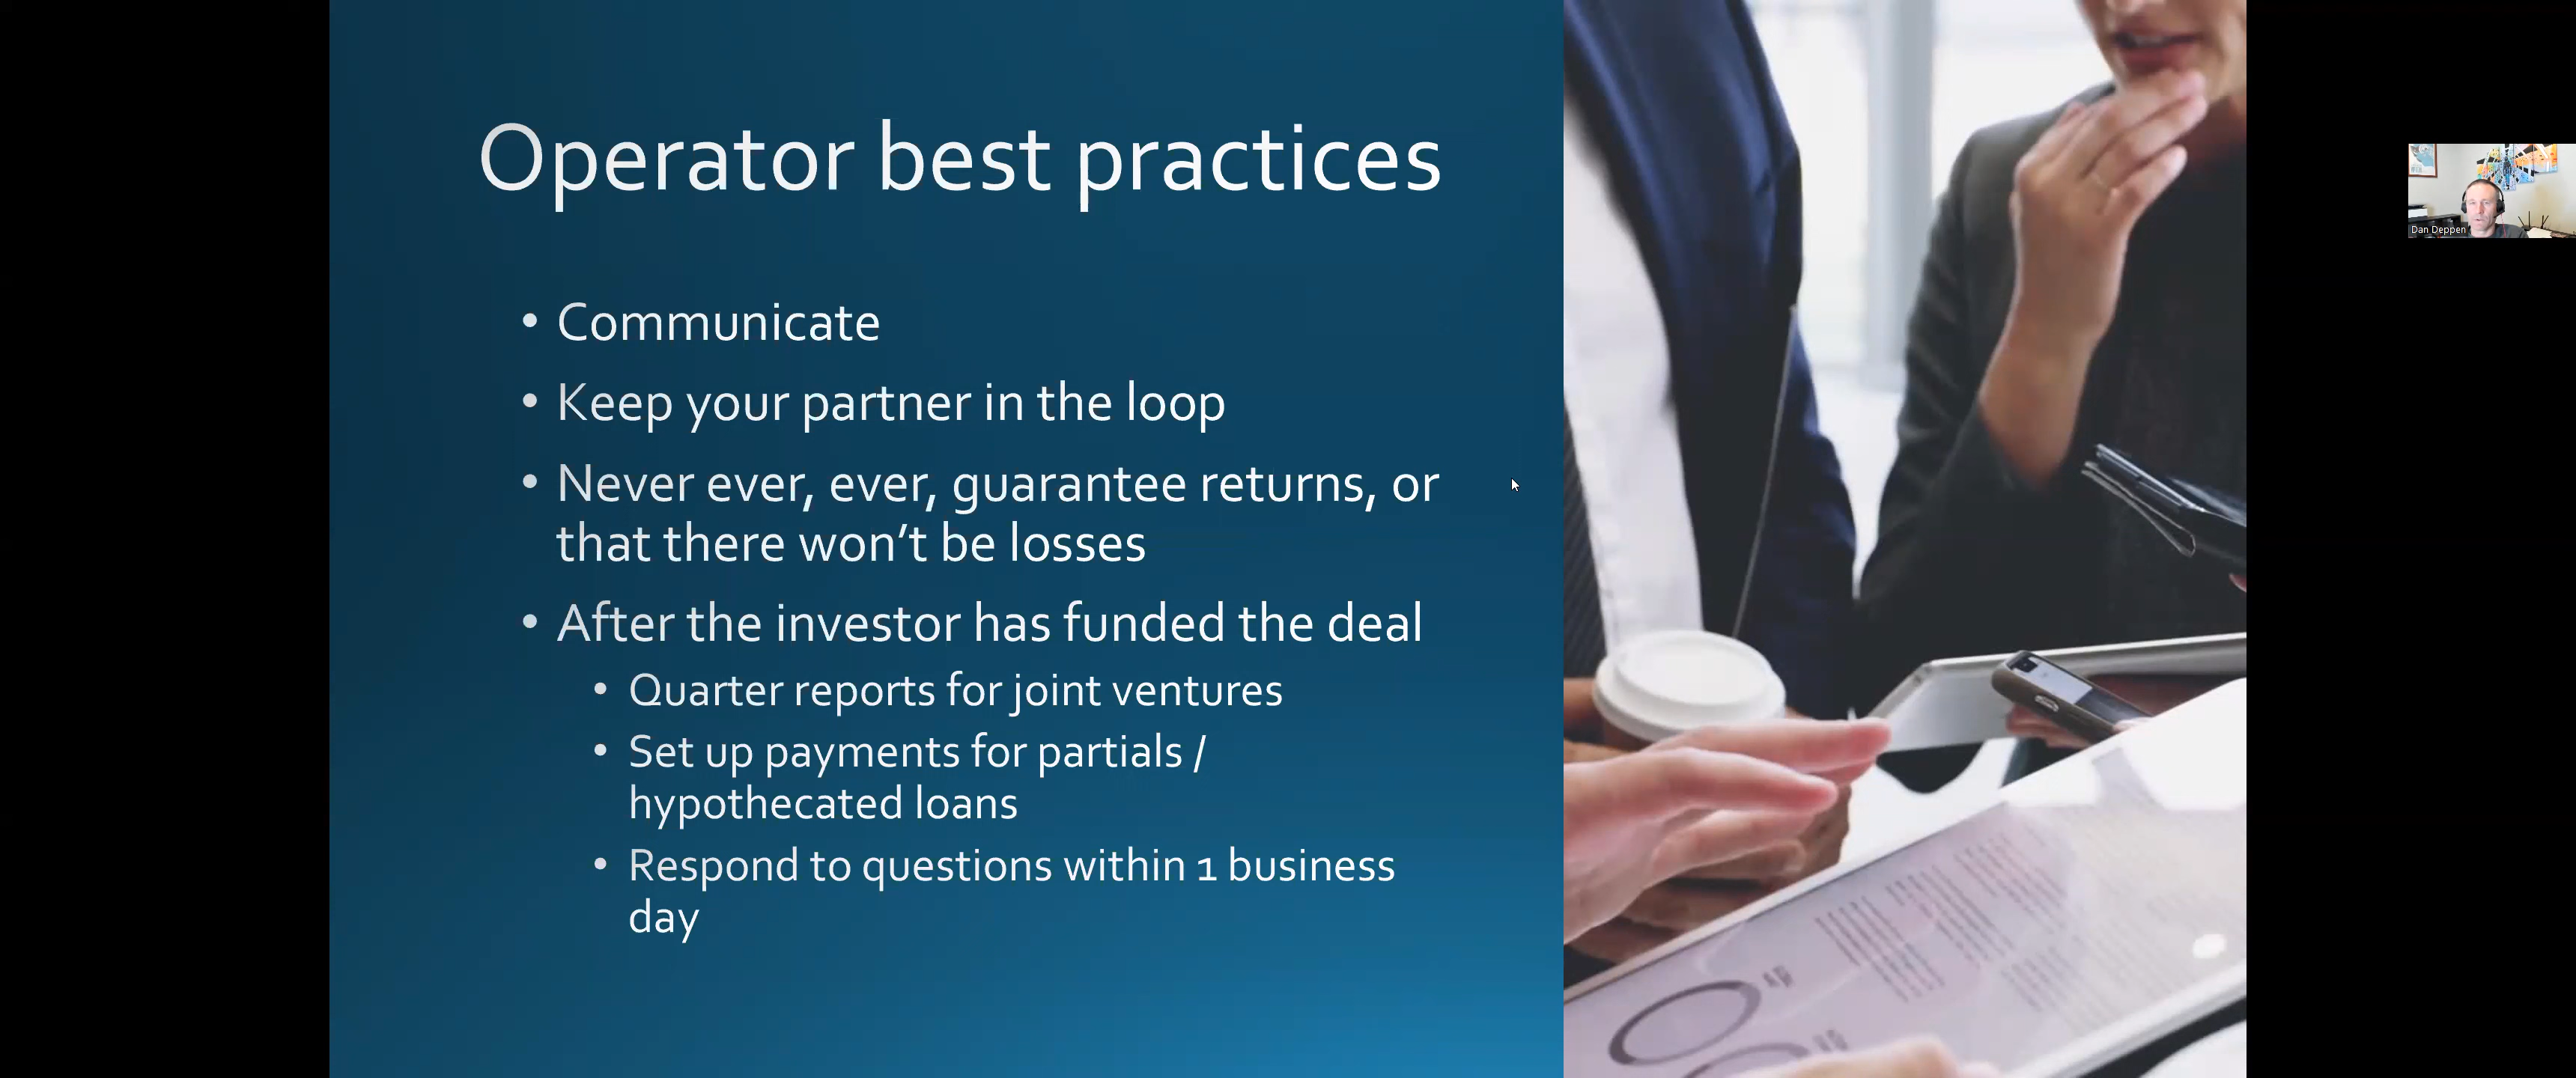 Operator best practices
• Communicate
• Keep your partner in the loop
• Never ever, ever, guarantee returns, or
that there won't be losses
• After the investor has funded the deal
• Quarter reports for joint ventures
• Set up payments for partials /
hypothecated loans
• Respond to questions within 1 business
day
Dan Deppen